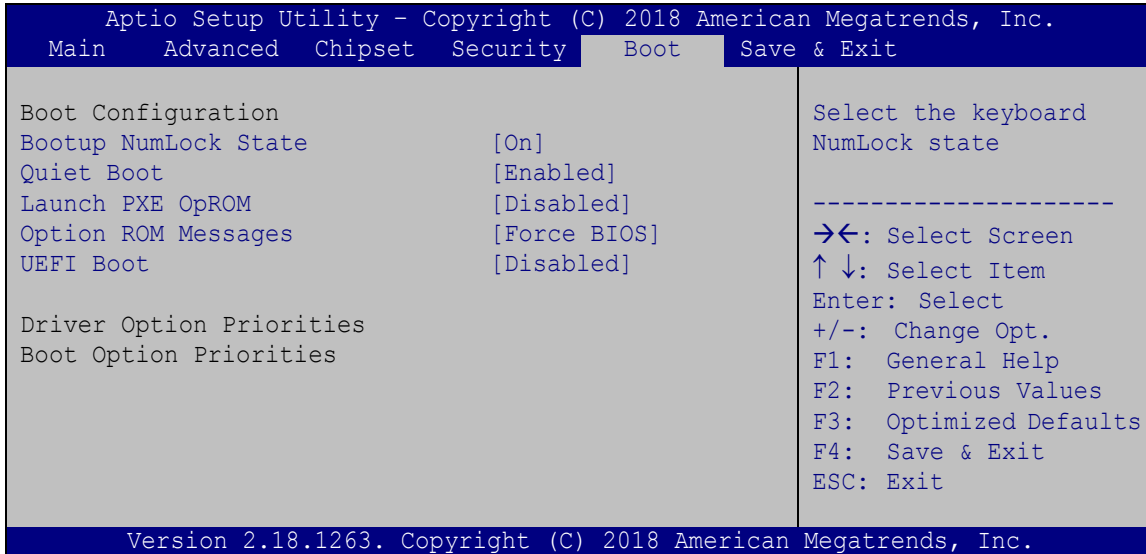 Aptio Setup Utility – Copyright (C) 2018 American Megatrends, Inc.
Main Advanced Chipset Security Boot Save & Exit
Boot Configuration
Bootup NumLock State [On]
Quiet Boot [Enabled]
Launch PXE OpROM [Disabled]
Option ROM Messages [Force BIOS]
UEFI Boot [Disabled]
Driver Option Priorities
Boot Option Priorities
Select the keyboard
NumLock state
---------------------
→←: Select Screen
↑ ↓: Select Item
Enter: Select
+/-: Change Opt.
F1: General Help
F2: Previous Values
F3: Optimized Defaults
F4: Save & Exit
ESC: Exit
Version 2.18.1263. Copyright (C) 2018 American Megatrends, Inc.